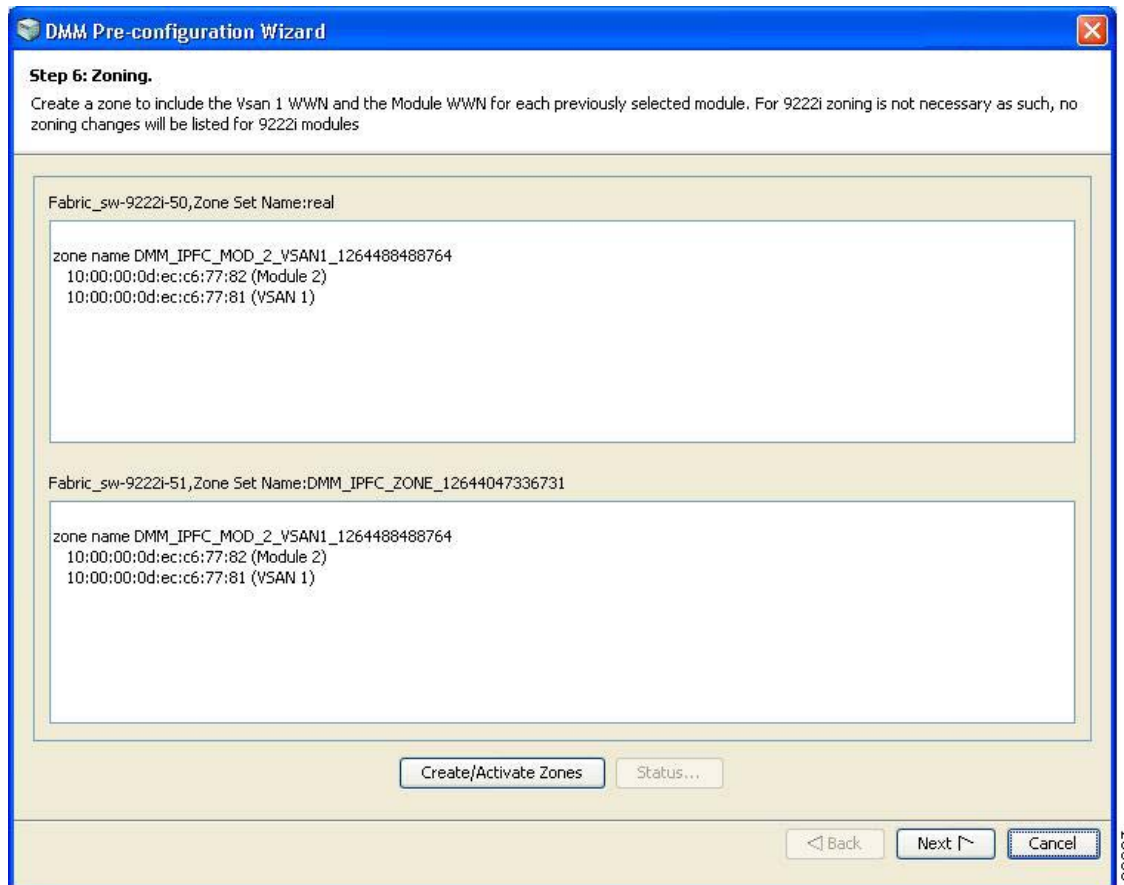 DMM Pre-configuration Wizard
Step 6: Zoning.
Create a zone to include the Vsan 1 WWN and the Module WWN for each previously selected module. For 9222i zoning is not necessary as such, no
zoning changes will be listed for 9222i modules
Fabric_sw-9222i-50,Zone Set Name:real
zone name DMM_IPFC_MOD_2_VSAN1_1264488488764
10:00:00:0d:ec:c6:77:82 (Module 2)
10:00:00:0d:ec:c6:77:81 (VSAN 1)
Fabric_sw-9222i-51,Zone Set Name:DMM_IPFC_ZONE_12644047336731
zone name DMM_IPFC_MOD_2_VSAN1_1264488488764
10:00:00:0d:ec:c6:77:82 (Module 2)
10:00:00:0d:ec:c6:77:81 (VSAN 1)
Create/Activate Zones
Status...
Back
Next
Cancel